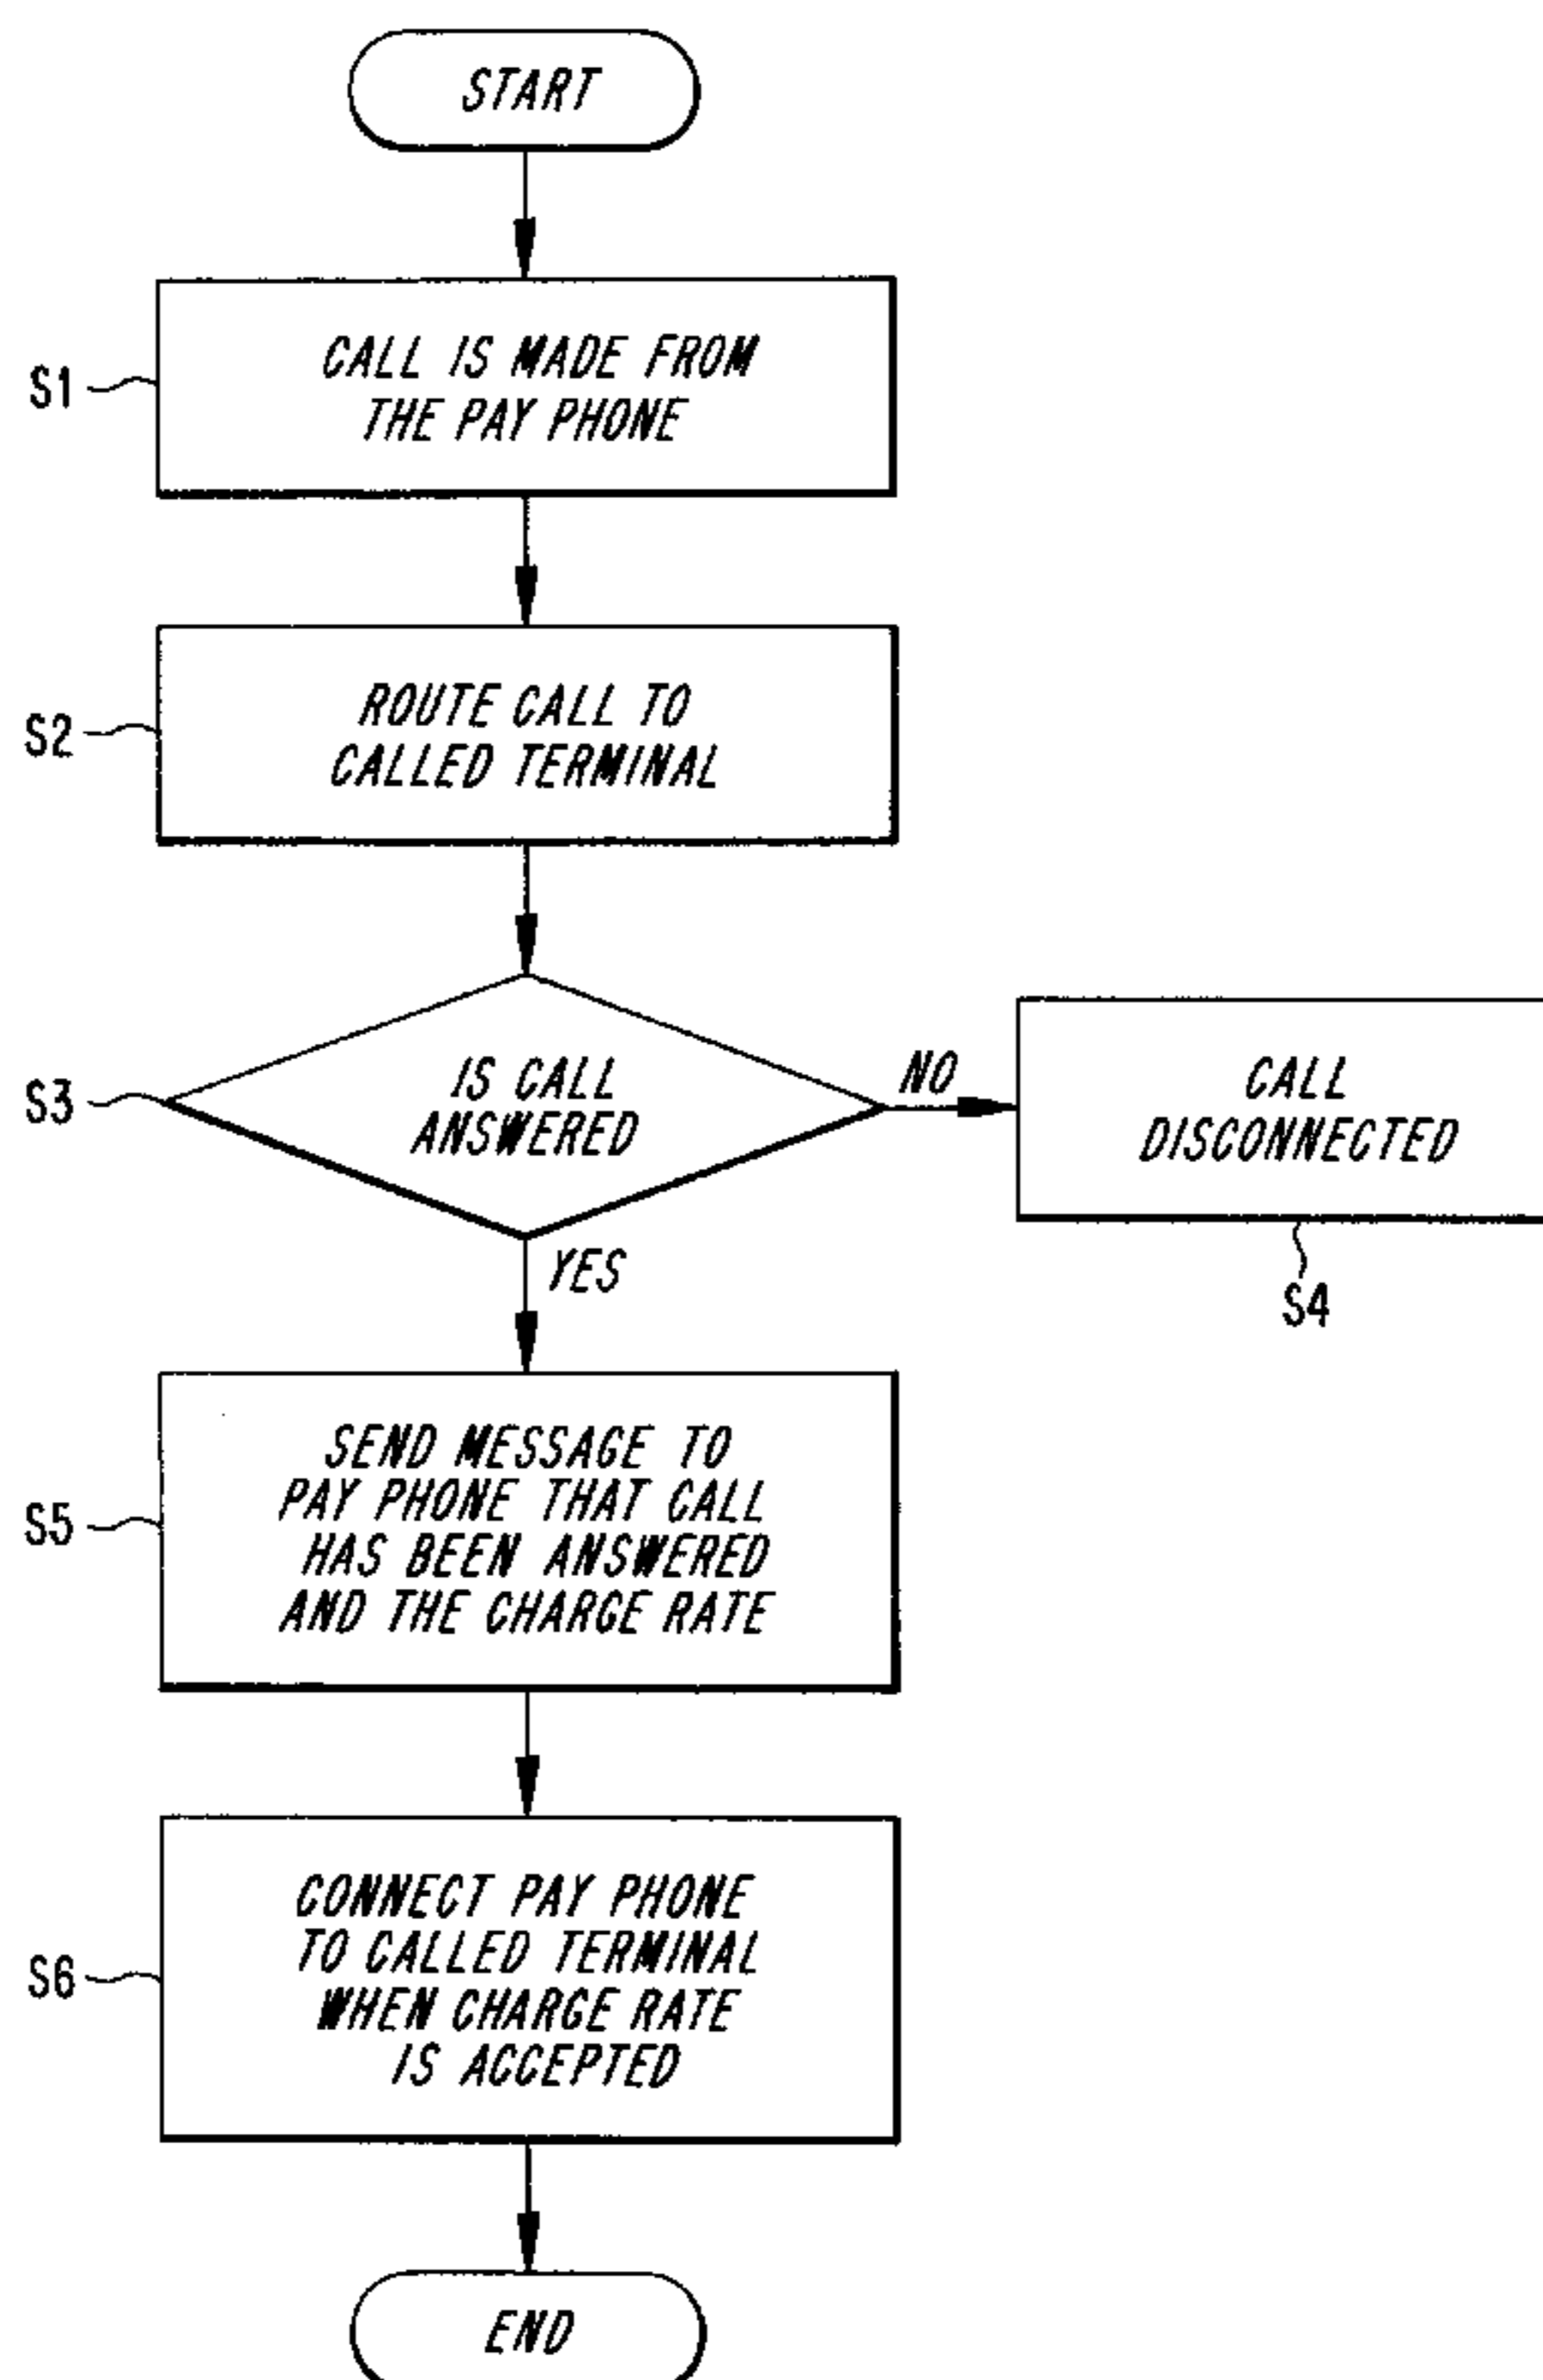 START
S1
CALL IS MADE FROM
THE PAY PHONE
S2
ROUTE CALL TO
CALLED TERMINAL
S3
IS CALL
ANSWERED
NO
CALL
DISCONNECTED
S4
YES
S5
SEND MESSAGE TO
PAY PHONE THAT CALL
HAS BEEN ANSWERED
AND THE CHARGE RATE
S6
CONNECT PAY PHONE
TO CALLED TERMINAL
WHEN CHARGE RATE
IS ACCEPTED
END